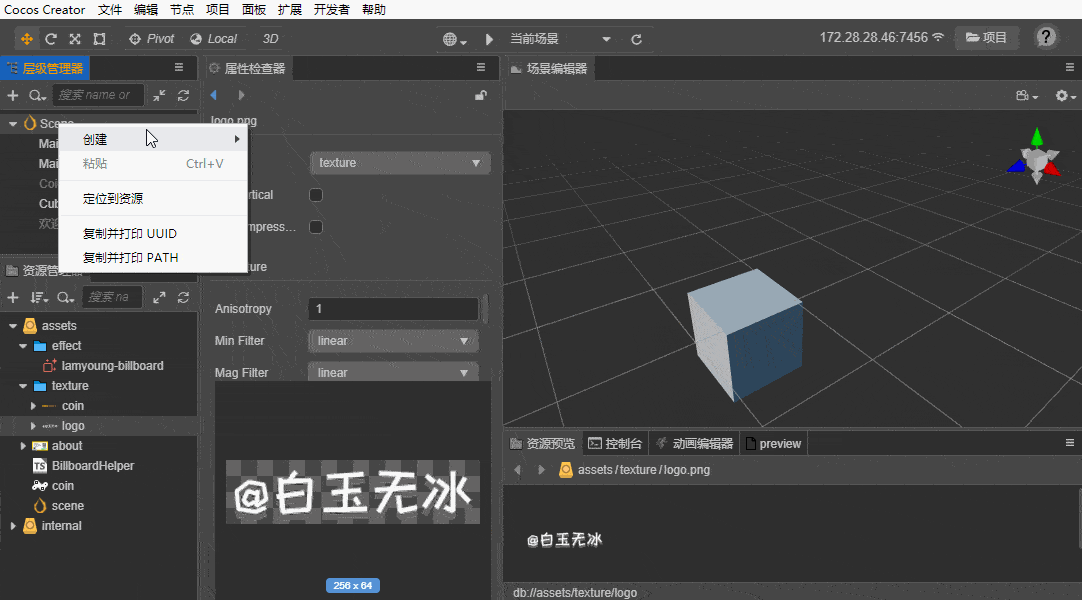 Cocos Creator 文件 编辑 节点 项目 面板 扩展 开发者 帮助
Pivot Local 3D 当前场景 172.28.28.46:7456 项目
层级管理器 属性检查器 场景编辑器
搜索 name or
Scene
logo.png
Mai
创建
Mai
粘贴 Ctrl+V
texture
Coi
定位到资源
rtical
Cub
欢迎
复制并打印 UUID
mpress...
复制并打印 PATH
资源管理器
ure
搜索 na
Anisotropy 1
assets
effect
Min Filter linear
lamyoung-billboard
Mag Filter linear
texture
coin
logo
about
BillboardHelper
coin
scene
internal
@白玉无冰
256 x 64
资源预览 控制台 动画编辑器 preview
assets / texture / logo.png
@白玉无冰
db://assets/texture/logo